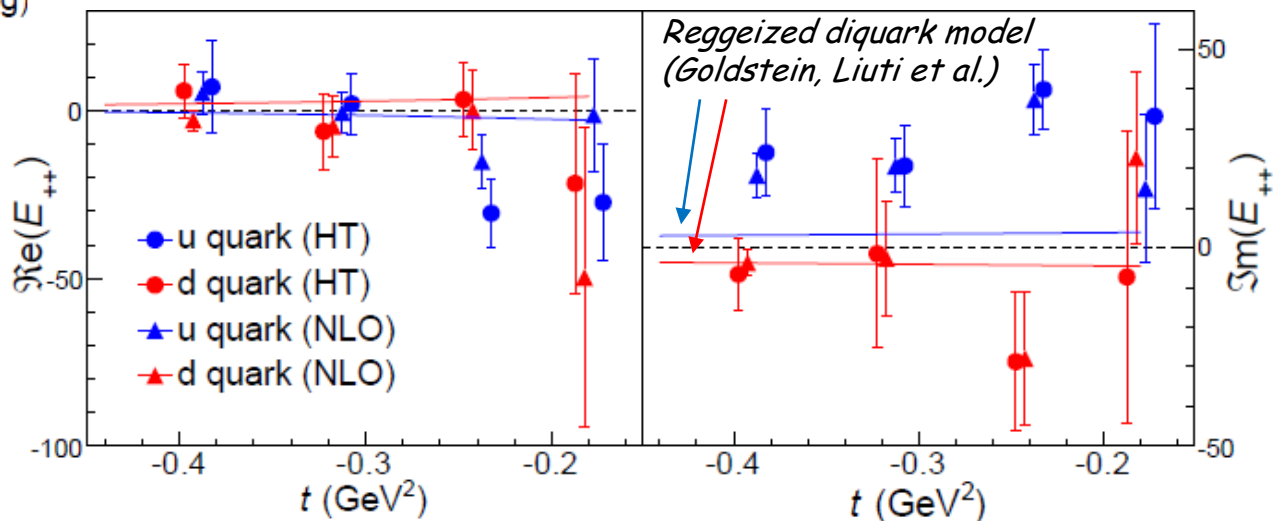 g)
Reggeized diquark model
(Goldstein, Liuti et al.)
ℜe(E₊₊)
0
-50
-100
u quark (HT)
d quark (HT)
u quark (NLO)
d quark (NLO)
50
0
-50
ℑm(E₊₊)
-0.4 -0.3 -0.2
-0.4 -0.3 -0.2
t (GeV²)
t (GeV²)